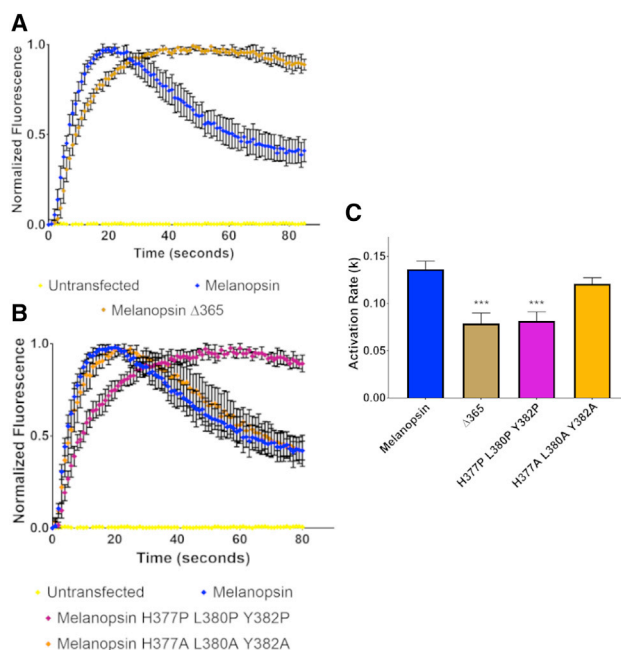 A
Normalized Fluorescence
1.0
0.5
0.0
0
20
40
60
80
Time (seconds)
Untransfected
Melanopsin
Melanopsin Δ365
B
Normalized Fluorescence
1.0
0.5
0.0
0
20
40
60
80
Time (seconds)
Untransfected
Melanopsin
Melanopsin H377P L380P Y382P
Melanopsin H377A L380A Y382A
C
Activation Rate (k)
0.15
0.10
0.05
0.00
***
***
Melanopsin
Δ365
H377P L380P Y382P
H377A L380A Y382A